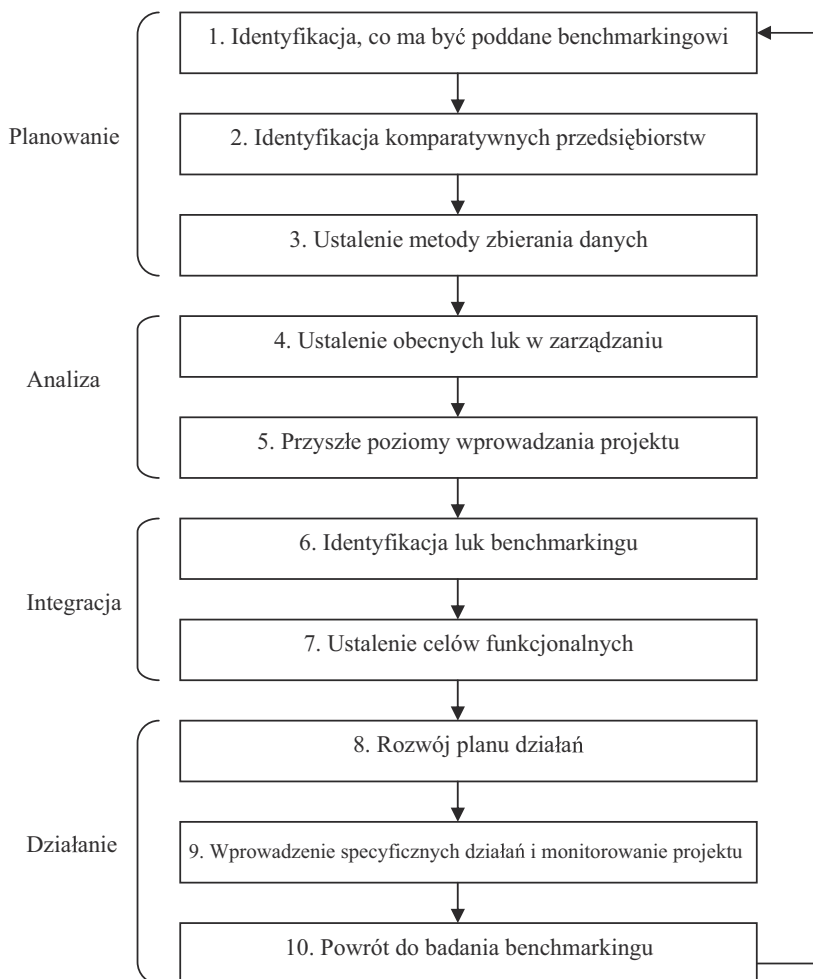 1. Identyfikacja, co ma być poddane benchmarkingowi
Planowanie
2. Identyfikacja komparatywnych przedsiębiorstw
3. Ustalenie metody zbierania danych
4. Ustalenie obecnych luk w zarządzaniu
Analiza
5. Przyszłe poziomy wprowadzania projektu
6. Identyfikacja luk benchmarkingu
Integracja
7. Ustalenie celów funkcjonalnych
8. Rozwój planu działań
Działanie
9. Wprowadzenie specyficznych działań i monitorowanie projektu
10. Powrót do badania benchmarkingu